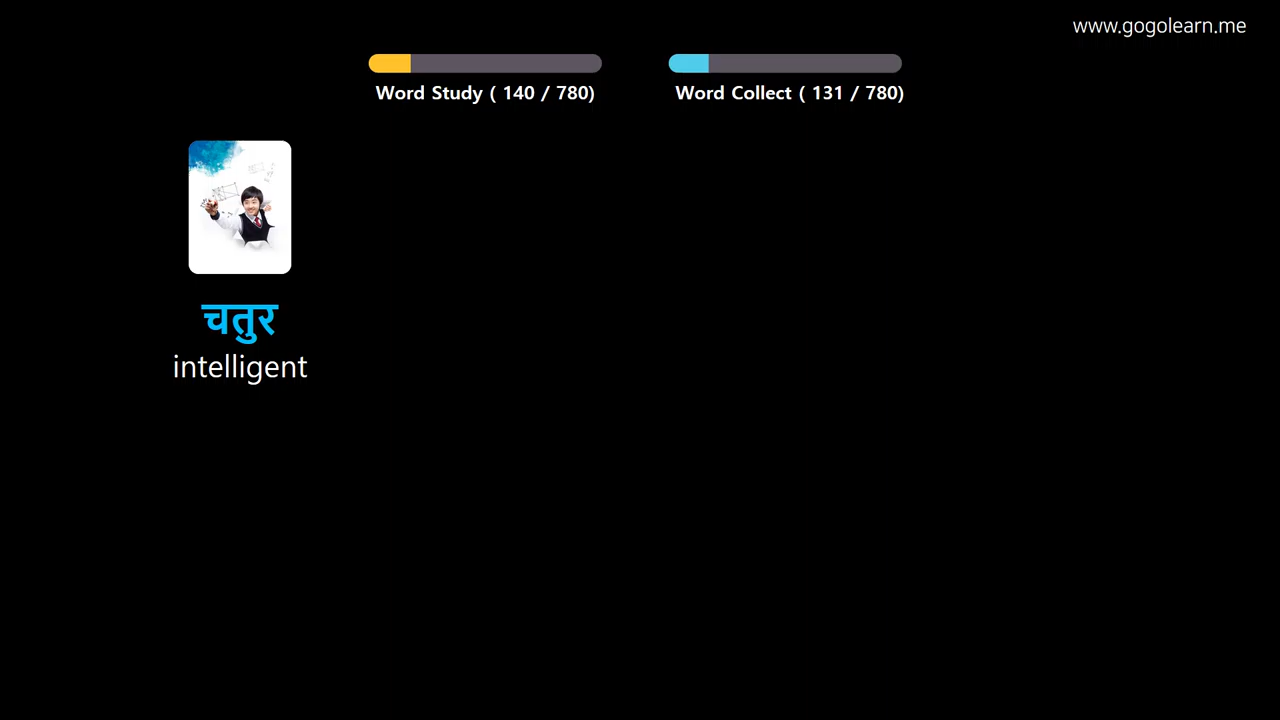 www.gogolearn.me
Word Study ( 140 / 780)
Word Collect ( 131 / 780)
चतुर
intelligent